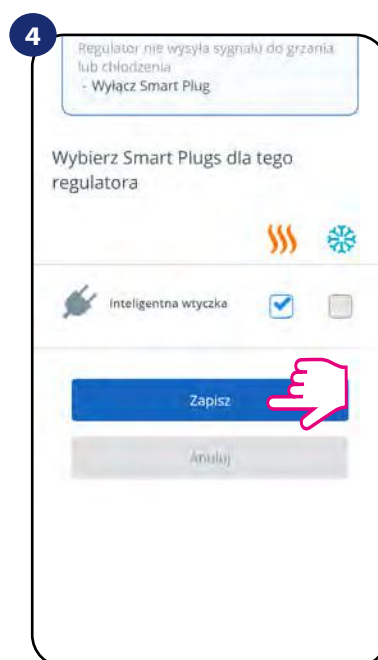 4
Regulator nie wysyła sygnału do grzania
lub chłodzenia
- Wyłącz Smart Plug
Wybierz Smart Plugs dla tego
regulatora
Inteligentna wtyczka
Zapisz
Anuluj